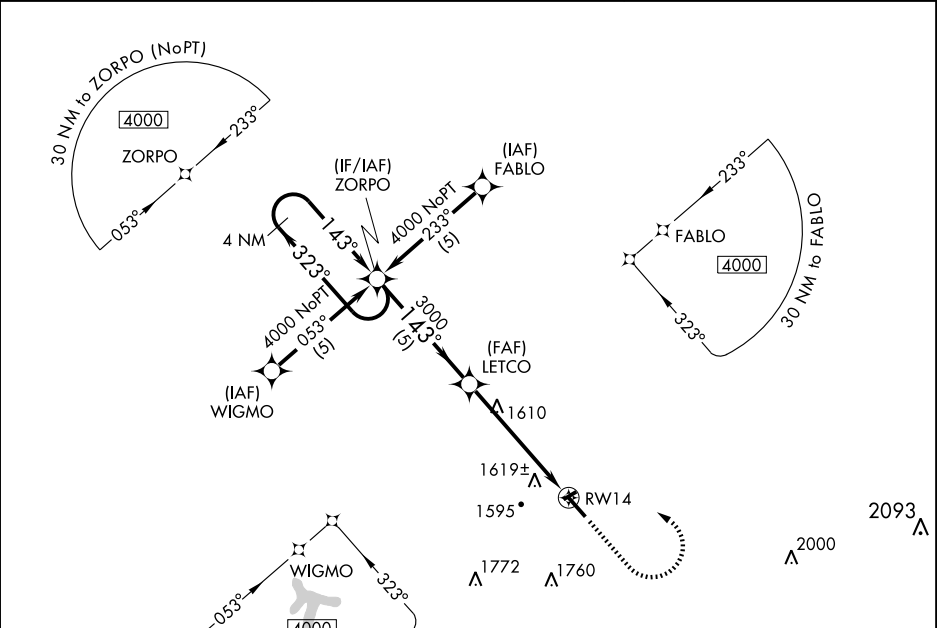 30 NM to ZORPO (NoPT)
4000
233°
ZORPO
053°
(IF/IAF)
ZORPO
(IAF)
FABLO
4000 NoPT
233°
(5)
143°
4 NM
323°
4000 NoPT
053°
(5)
(IAF)
WIGMO
3000
143°
(5)
(FAF)
LETCO
1610
1619±
1595
RW14
1772
1760
2000
2093
233°
FABLO
4000
30 NM to FABLO
323°
WIGMO
053°
323°
4000